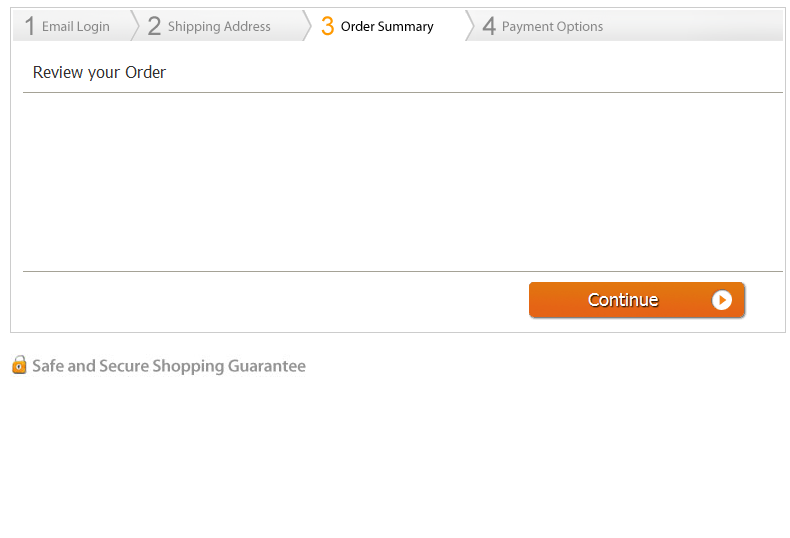 1 Email Login 2 Shipping Address 3 Order Summary 4 Payment Options
Review your Order
Continue
Safe and Secure Shopping Guarantee